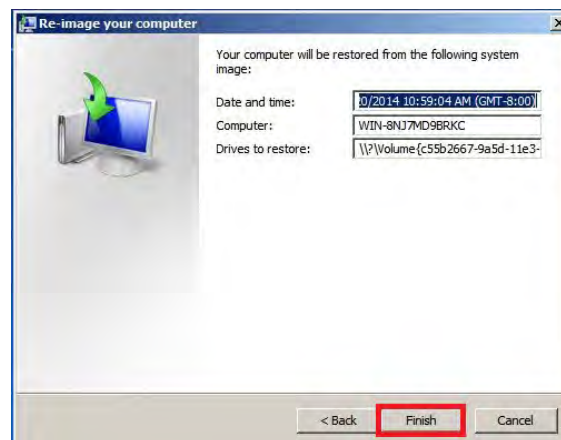 Re-image your computer
Your computer will be restored from the following system
image:
Date and time: 0/2014 10:59:04 AM (GMT-8:00)
Computer: WIN-8NJ7MD9BRKC
Drives to restore: \\?\Volume{c55b2667-9a5d-11e3-
< Back Finish Cancel